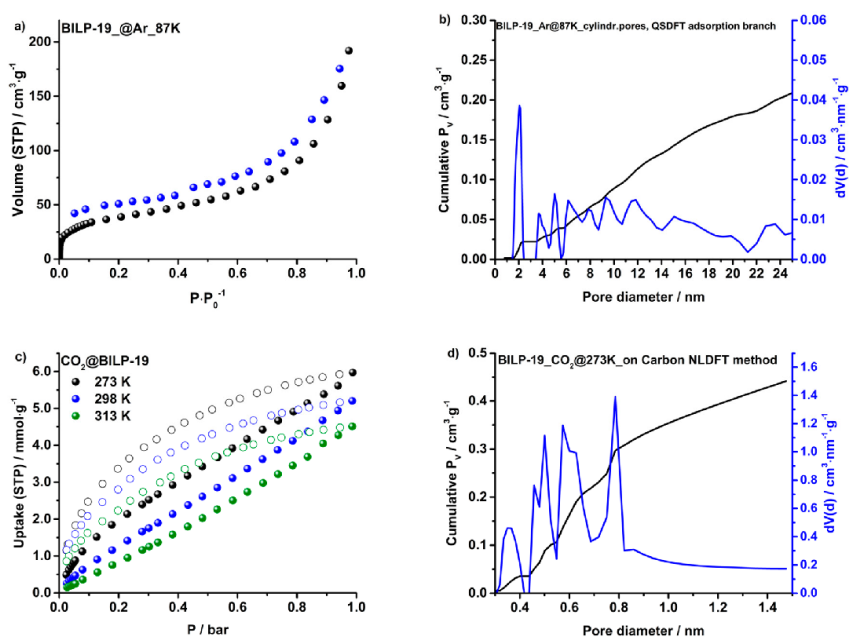 a)
BILP-19_@Ar_87K
Volume (STP) / cm³·g⁻¹
200
150
100
50
0
0.0 0.2 0.4 0.6 0.8 1.0
P·P₀⁻¹
b)
BILP-19_Ar@87K_cylindr.pores, QSDFT adsorption branch
Cumulative Pᵥ / cm³·g⁻¹
0.30
0.25
0.20
0.15
0.10
0.05
0.00
0 2 4 6 8 10 12 14 16 18 20 22 24
Pore diameter / nm
0.06
0.05
0.04
0.03
0.02
0.01
0.00
dV(d) / cm³·nm⁻¹·g⁻¹
c)
CO₂@BILP-19
273 K
298 K
313 K
Uptake (STP) / mmol·g⁻¹
6.0
5.0
4.0
3.0
2.0
1.0
0.0
0.0 0.2 0.4 0.6 0.8 1.0
P / bar
d)
BILP-19_CO₂@273K_on Carbon NLDFT method
Cumulative Pᵥ / cm³·g⁻¹
0.5
0.4
0.3
0.2
0.1
0.0
0.4 0.6 0.8 1.0 1.2 1.4
Pore diameter / nm
1.7
1.6
1.4
1.2
1.0
0.8
0.6
0.4
0.2
0.0
dV(d) / cm³·nm⁻¹·g⁻¹